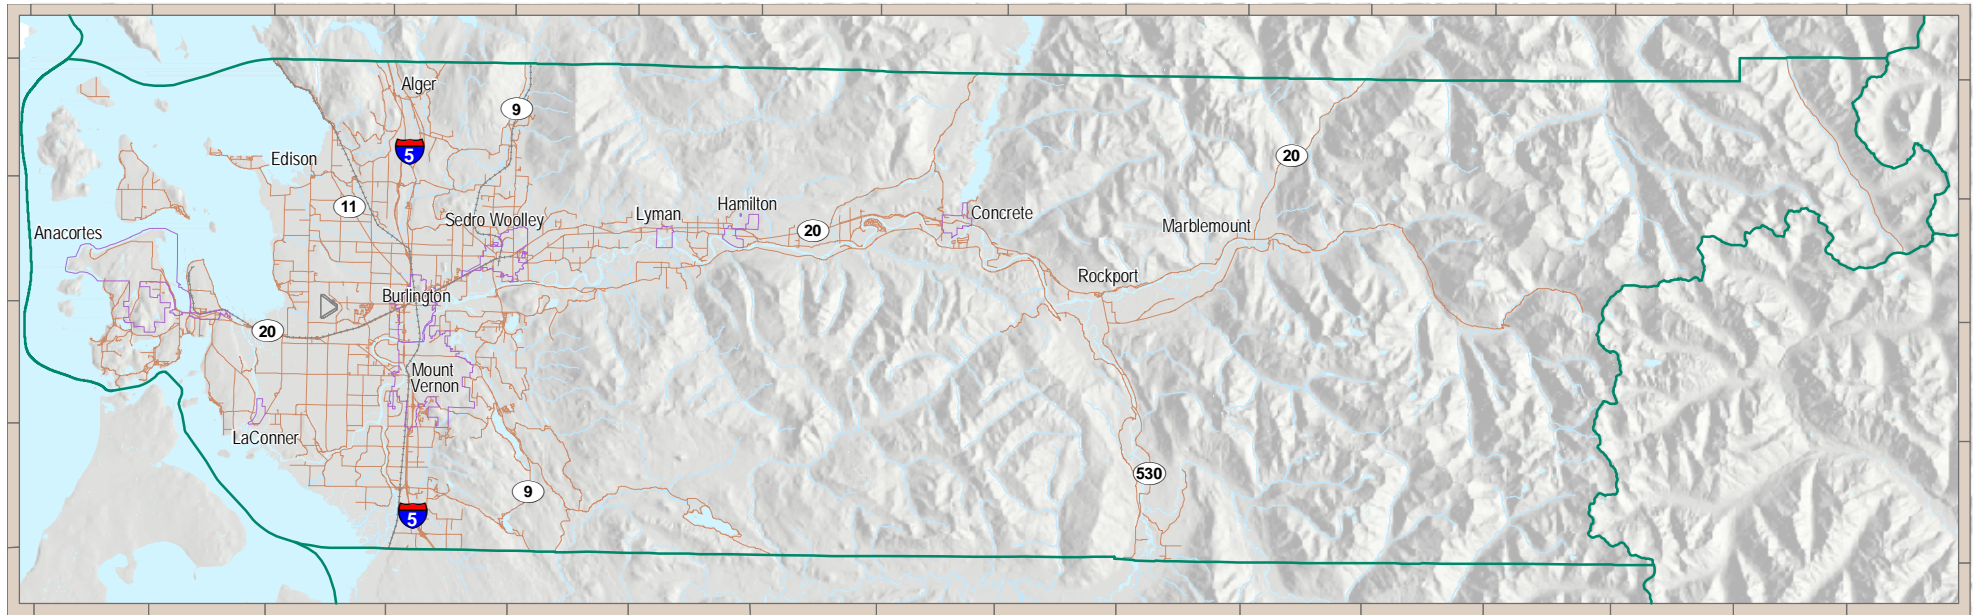 Alger
9
5
Edison
20
11
Sedro Woolley
Lyman
Hamilton
20
Concrete
Marblemount
Anacortes
Rockport
Burlington
20
Mount
Vernon
LaConner
9
530
5